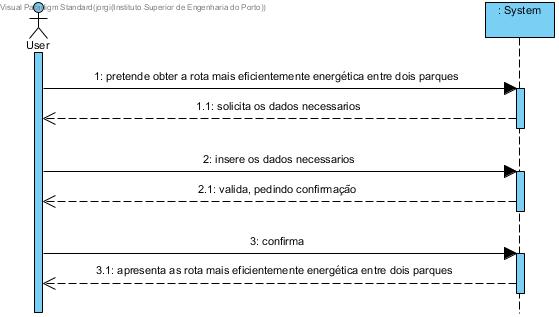 Visual Paradigm Standard(jorgi(Instituto Superior de Engenharia do Porto))
: System
User
1: pretende obter a rota mais eficientemente energética entre dois parques
1.1: solicita os dados necessarios
2: insere os dados necessarios
2.1: valida, pedindo confirmação
3: confirma
3.1: apresenta as rota mais eficientemente energética entre dois parques